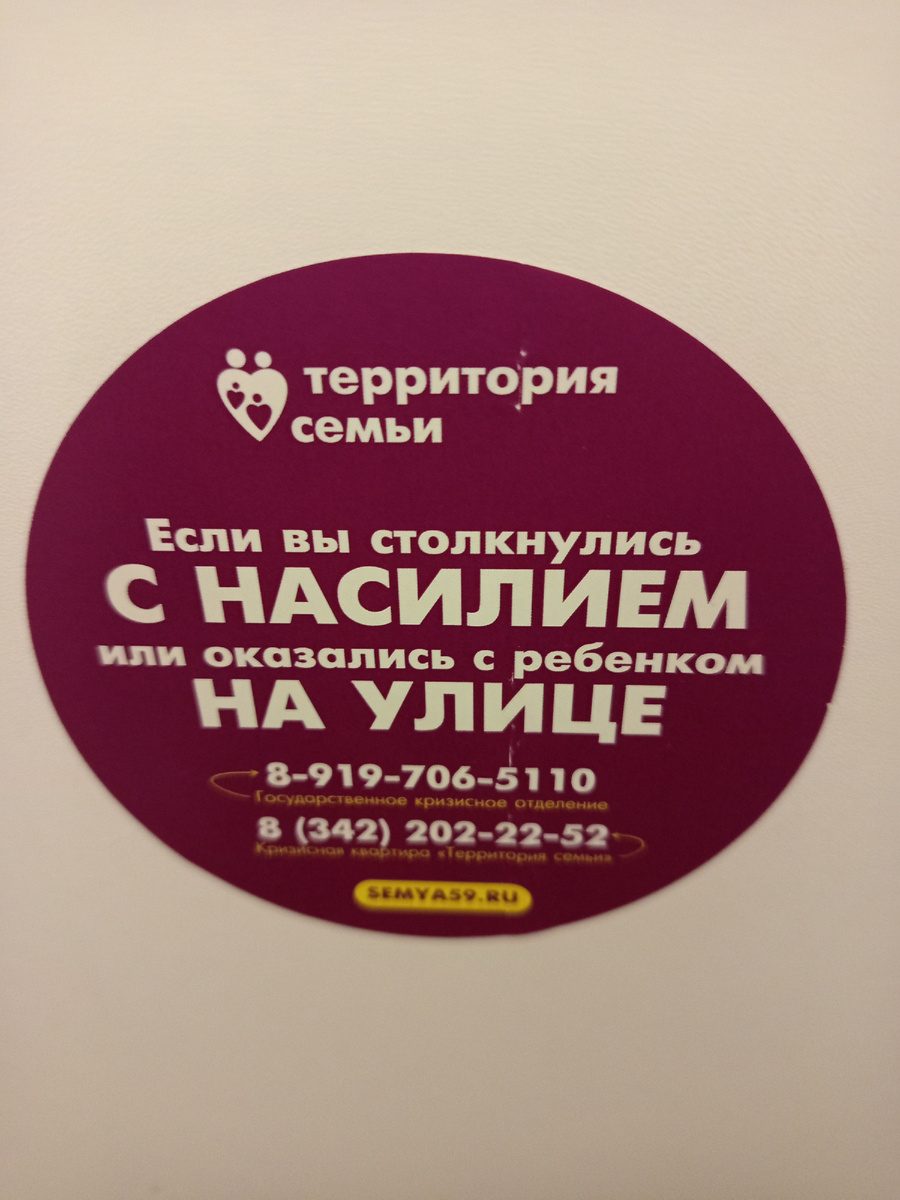 территория
семьи
Если вы столкнулись
С НАСИЛИЕМ
или оказались с ребенком
НА УЛИЦЕ
8-919-706-5110
Государственное кризисное отделение
8 (342) 202-22-52
Кризисная квартира «Территория семьи»
SEMYA59.RU